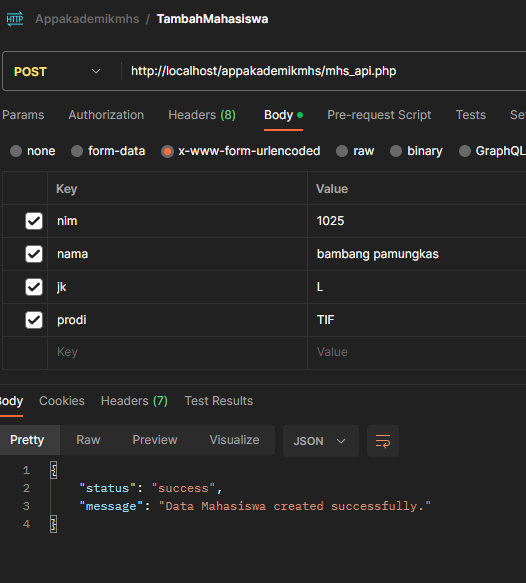 HTTP Appakademikmhs / TambahMahasiswa
POST http://localhost/appakademikmhs/mhs_api.php
Params Authorization Headers (8) Body Pre-request Script Tests Se
none form-data x-www-form-urlencoded raw binary GraphQL
Key Value
nim 1025
nama bambang pamungkas
jk L
prodi TIF
Key Value
Body Cookies Headers (7) Test Results
Pretty Raw Preview Visualize JSON
1 {
2 "status": "success",
3 "message": "Data Mahasiswa created successfully."
4 }